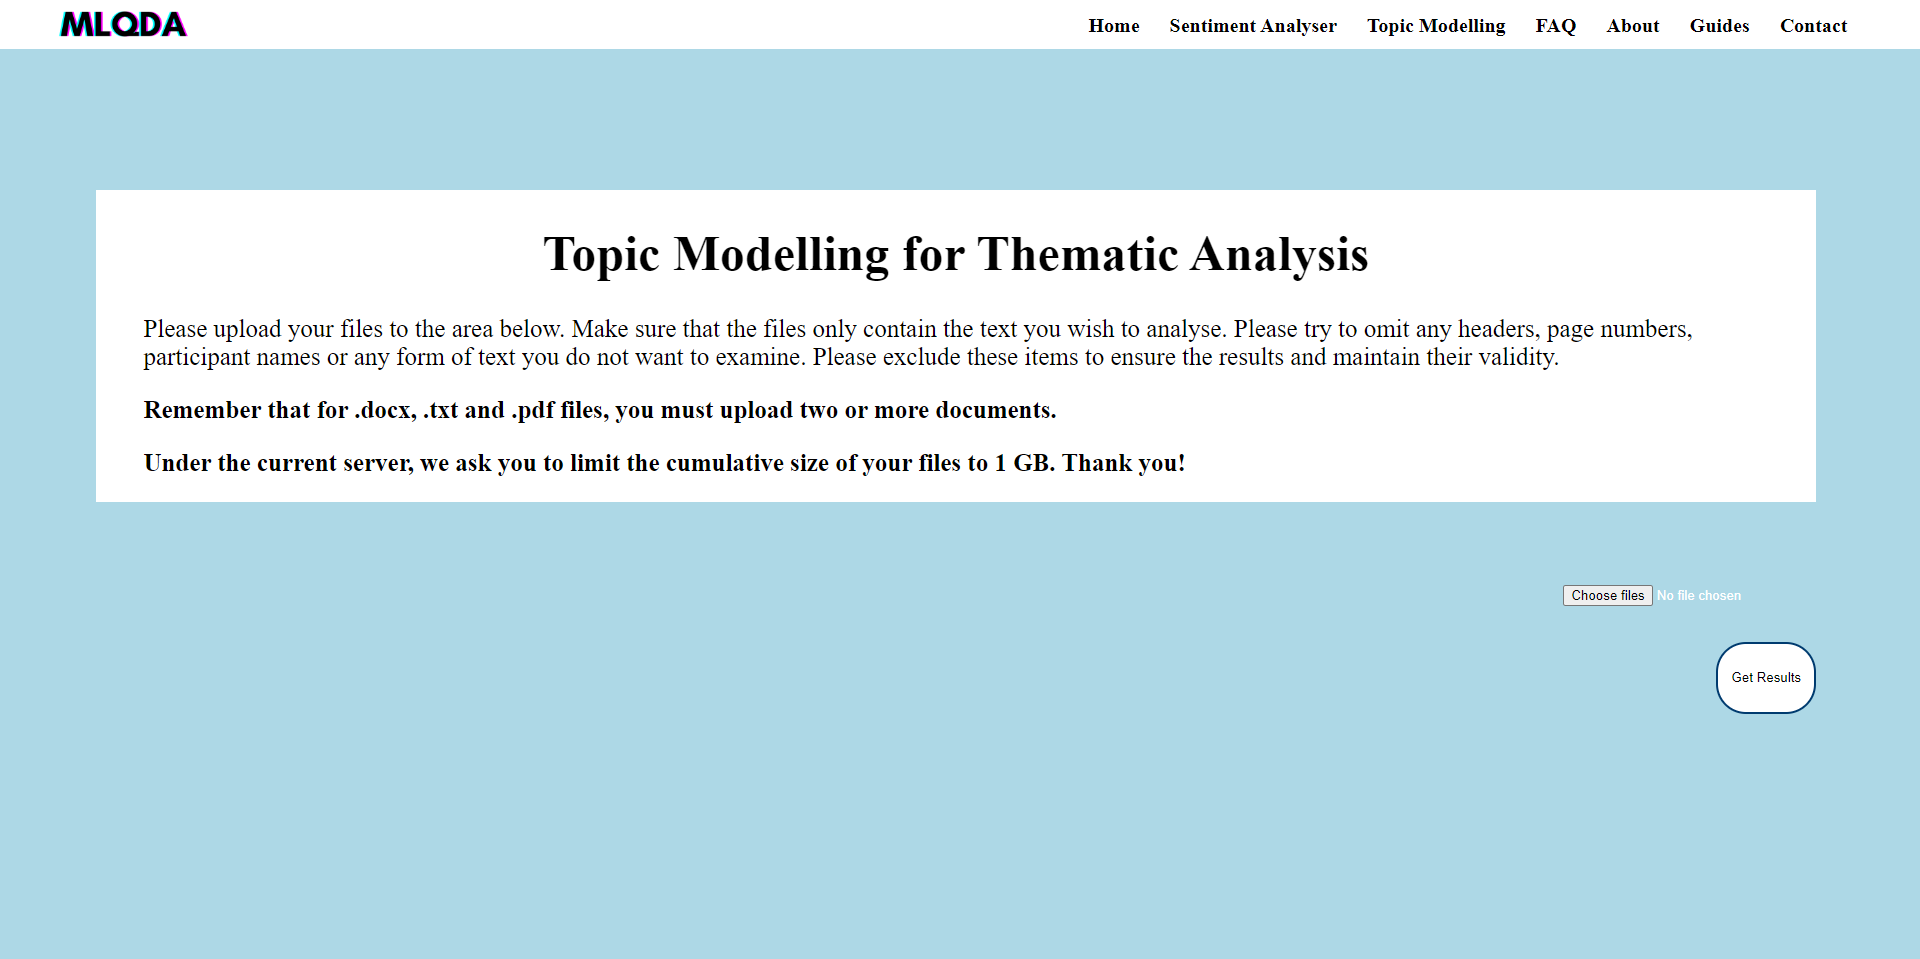 MLQDA
Home Sentiment Analyser Topic Modelling FAQ About Guides Contact
Topic Modelling for Thematic Analysis
Please upload your files to the area below. Make sure that the files only contain the text you wish to analyse. Please try to omit any headers, page numbers,
participant names or any form of text you do not want to examine. Please exclude these items to ensure the results and maintain their validity.
Remember that for .docx, .txt and .pdf files, you must upload two or more documents.
Under the current server, we ask you to limit the cumulative size of your files to 1 GB. Thank you!
Choose files No file chosen
Get Results